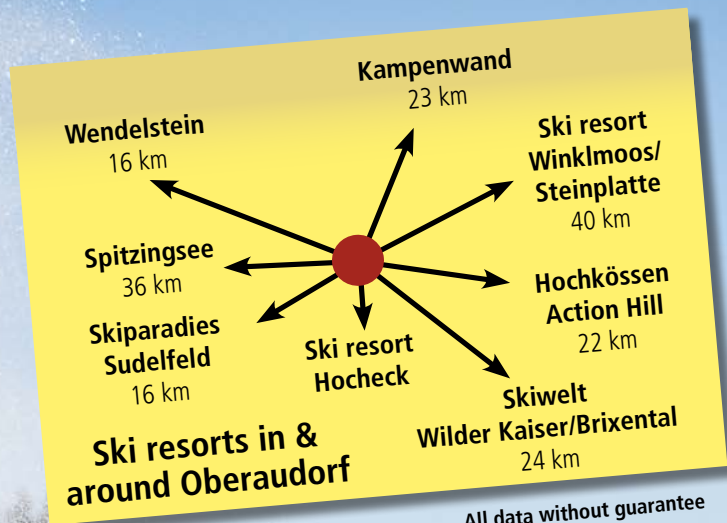 Kampenwand
23 km
Wendelstein
16 km
Ski resort
Winklmoos/
Steinplatte
40 km
Spitzingsee
36 km
Hochkössen
Action Hill
22 km
Skiparadies
Sudelfeld
16 km
Ski resort
Hocheck
Skiwelt
Wilder Kaiser/Brixental
24 km
Ski resorts in &
around Oberaudorf
All data without guarantee